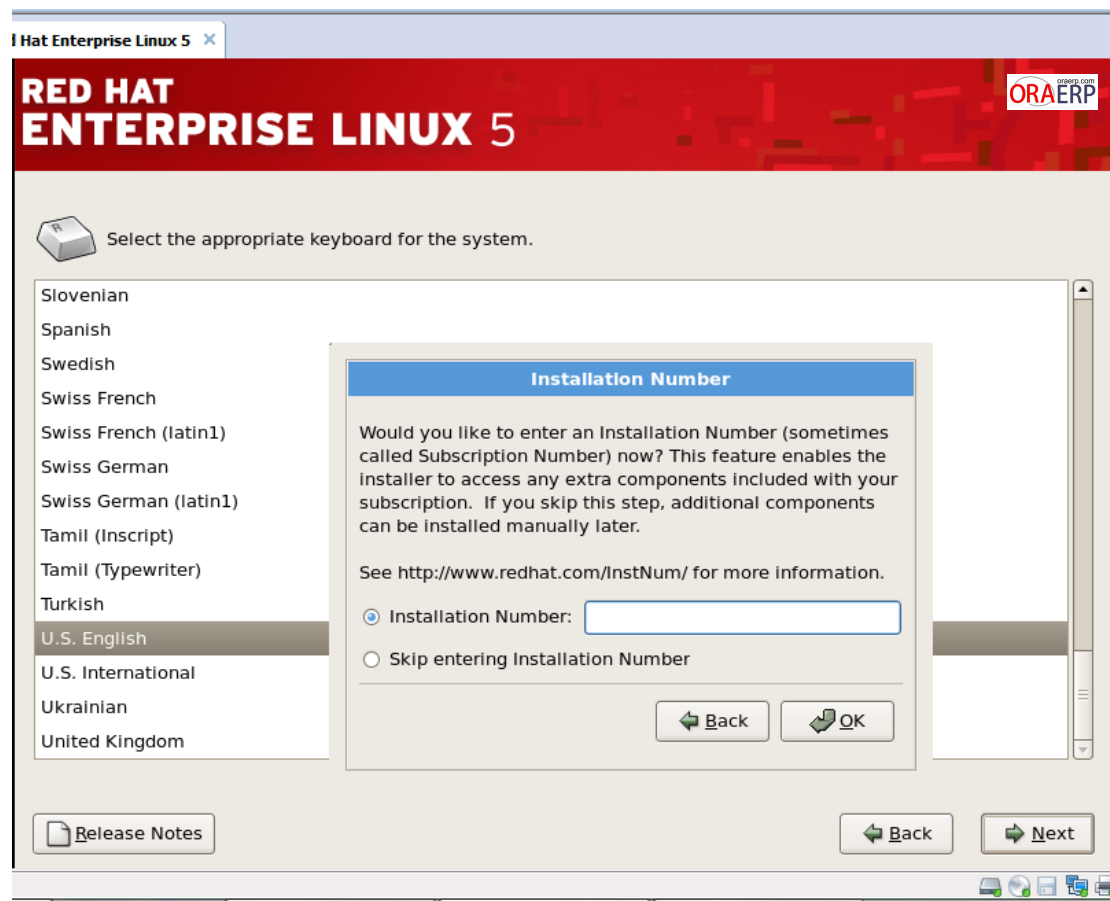 d Hat Enterprise Linux 5
RED HAT
ENTERPRISE LINUX 5
oraerp.com
ORAERP
R
Select the appropriate keyboard for the system.
Slovenian
Spanish
Swedish
Swiss French
Swiss French (latin1)
Swiss German
Swiss German (latin1)
Tamil (Inscript)
Tamil (Typewriter)
Turkish
U.S. English
U.S. International
Ukrainian
United Kingdom
Installation Number
Would you like to enter an Installation Number (sometimes
called Subscription Number) now? This feature enables the
installer to access any extra components included with your
subscription.  If you skip this step, additional components
can be installed manually later.
See http://www.redhat.com/InstNum/ for more information.
Installation Number:
Skip entering Installation Number
Back
OK
Release Notes
Back
Next